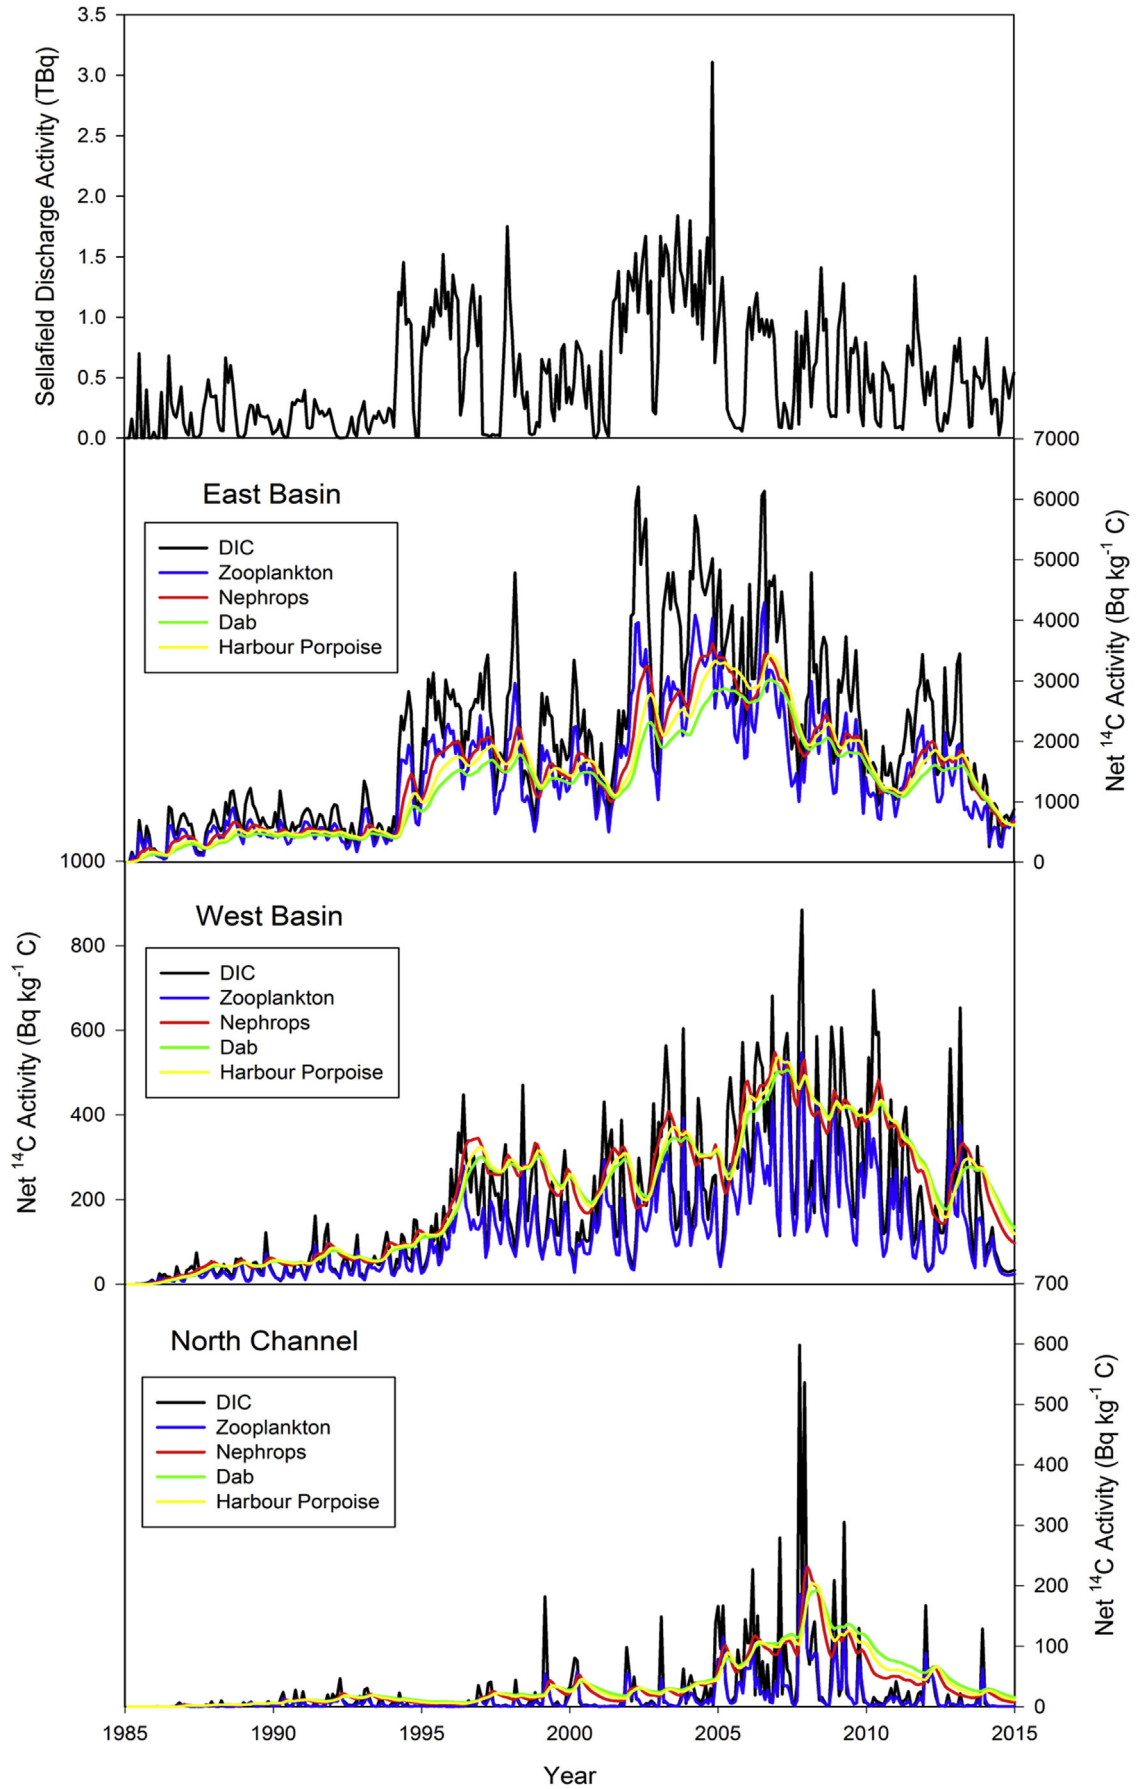 3.5
3.0
2.5
2.0
1.5
1.0
0.5
0.0
Sellafield Discharge Activity (TBq)
East Basin
DIC
Zooplankton
Nephrops
Dab
Harbour Porpoise
7000
6000
5000
4000
3000
2000
1000
0
Net ¹⁴C Activity (Bq kg⁻¹ C)
West Basin
DIC
Zooplankton
Nephrops
Dab
Harbour Porpoise
1000
800
600
400
200
0
Net ¹⁴C Activity (Bq kg⁻¹ C)
North Channel
DIC
Zooplankton
Nephrops
Dab
Harbour Porpoise
700
600
500
400
300
200
100
0
Net ¹⁴C Activity (Bq kg⁻¹ C)
1985 1990 1995 2000 2005 2010 2015
Year